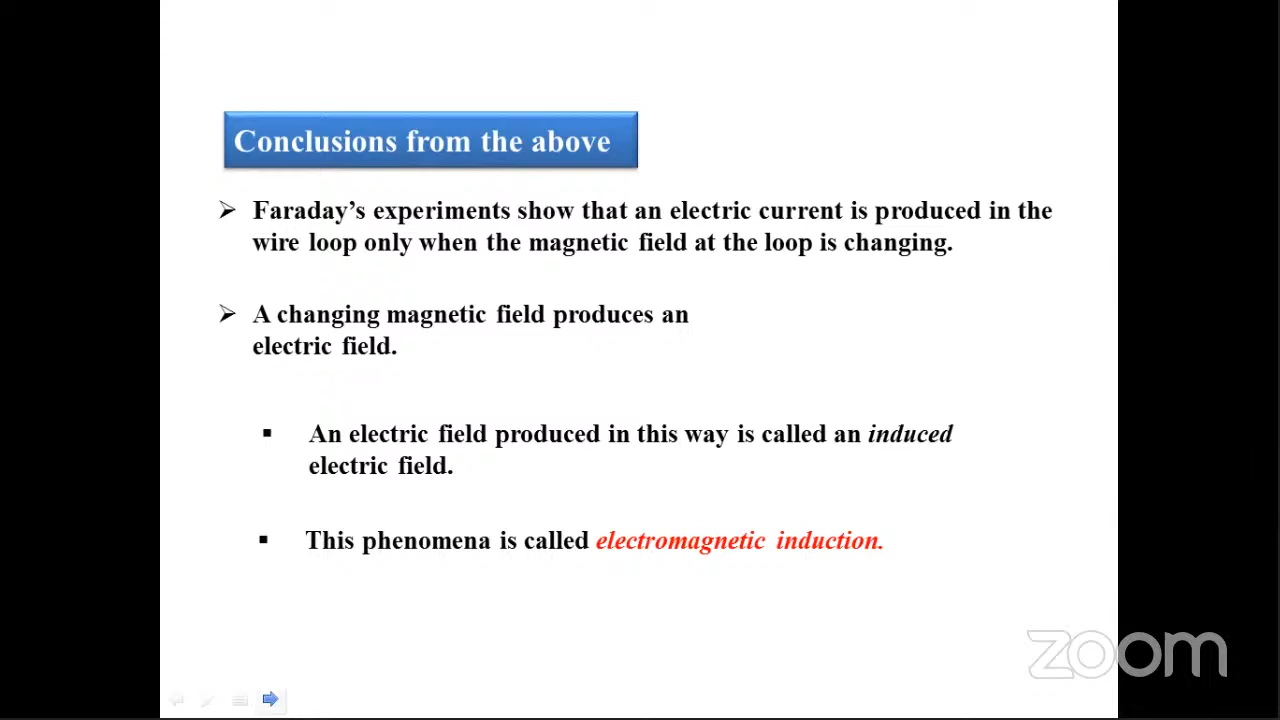 Conclusions from the above
➢ Faraday’s experiments show that an electric current is produced in the
wire loop only when the magnetic field at the loop is changing.
➢ A changing magnetic field produces an
electric field.
▪ An electric field produced in this way is called an induced
electric field.
▪ This phenomena is called electromagnetic induction.
zoom